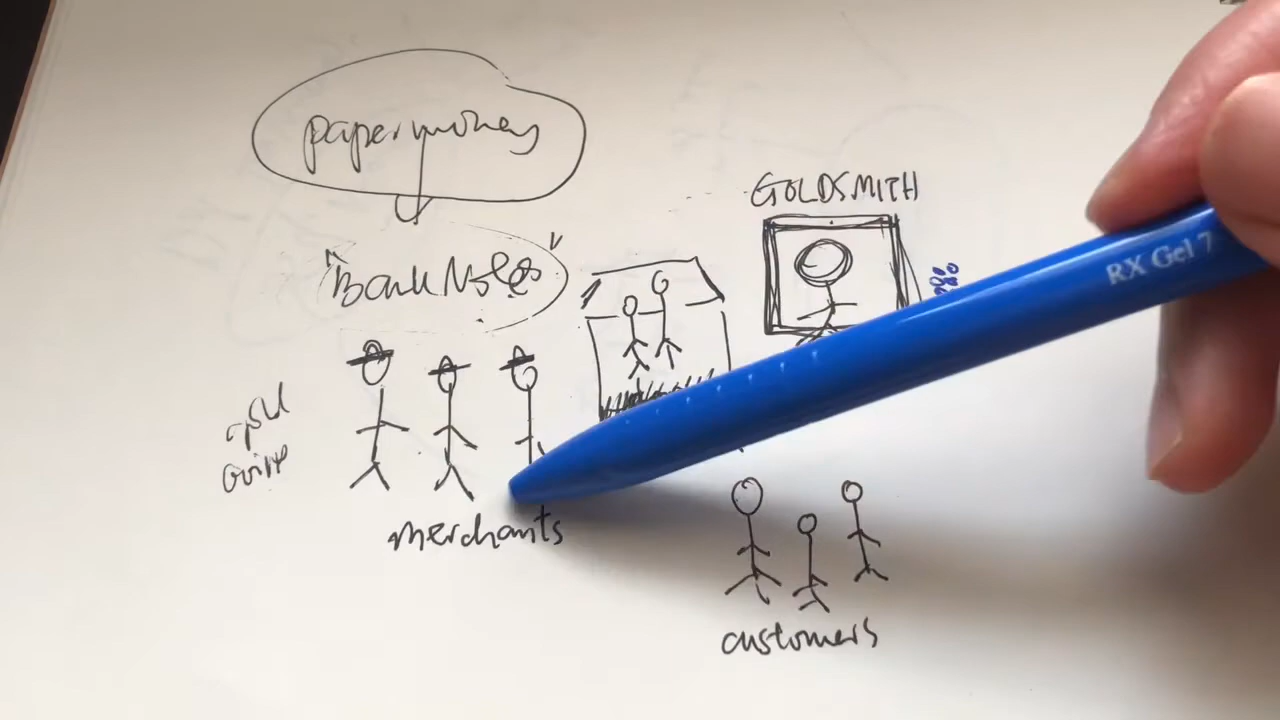 paper money
GOLDSMITH
"Bank Notes"
RX Gel 7
merchants
customers